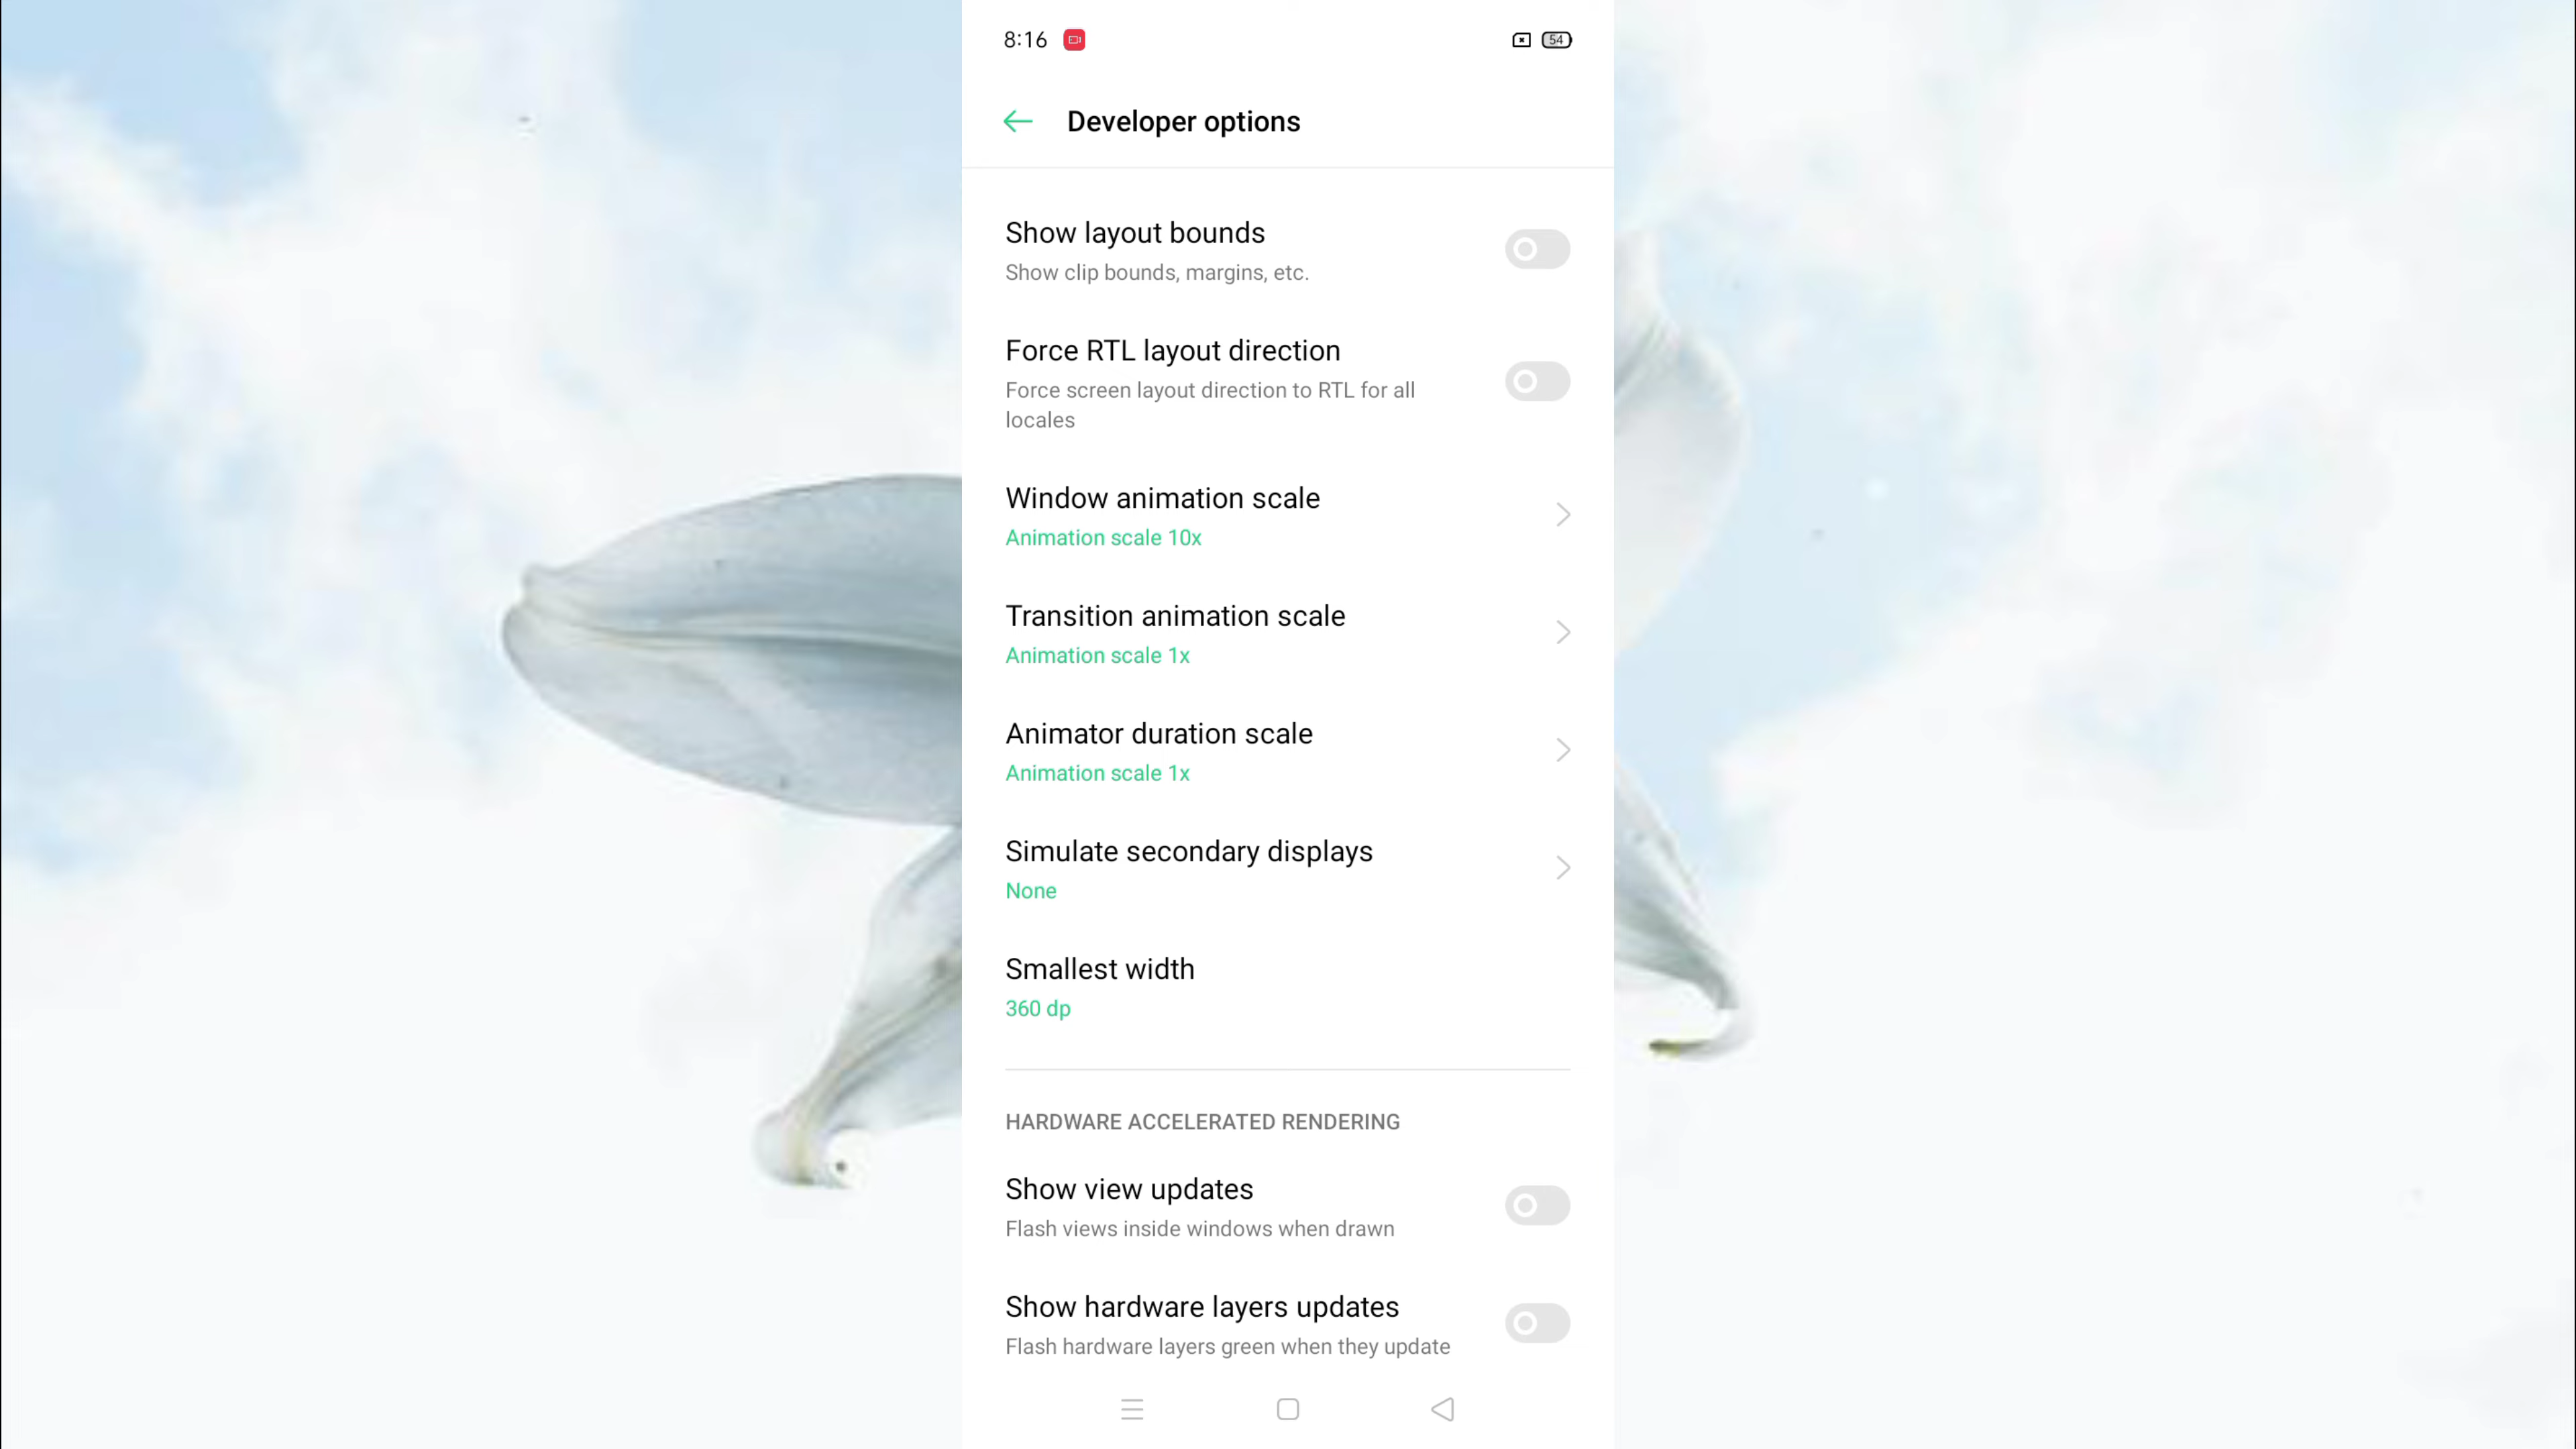 8:16
54
Developer options
Show layout bounds
Show clip bounds, margins, etc.
Force RTL layout direction
Force screen layout direction to RTL for all
locales
Window animation scale
Animation scale 10x
Transition animation scale
Animation scale 1x
Animator duration scale
Animation scale 1x
Simulate secondary displays
None
Smallest width
360 dp
HARDWARE ACCELERATED RENDERING
Show view updates
Flash views inside windows when drawn
Show hardware layers updates
Flash hardware layers green when they update